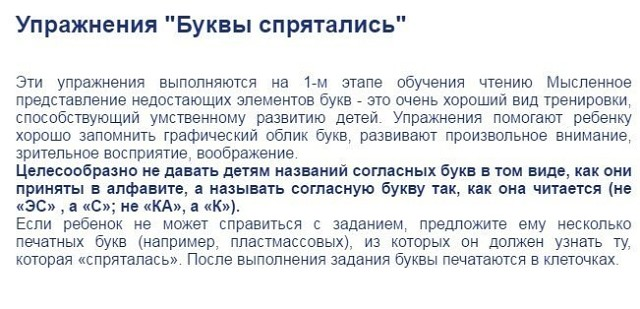 Упражнения "Буквы спрятались"
Эти упражнения выполняются на 1-м этапе обучения чтению Мысленное
представление недостающих элементов букв - это очень хороший вид тренировки,
способствующий умственному развитию детей. Упражнения помогают ребенку
хорошо запомнить графический облик букв, развивают произвольное внимание,
зрительное восприятие, воображение.
Целесообразно не давать детям названий согласных букв в том виде, как они
приняты в алфавите, а называть согласную букву так, как она читается (не
«ЭС» , а «С»; не «КА», а «К»).
Если ребенок не может справиться с заданием, предложите ему несколько
печатных букв (например, пластмассовых), из которых он должен узнать ту,
которая «спряталась». После выполнения задания буквы печатаются в клеточках.